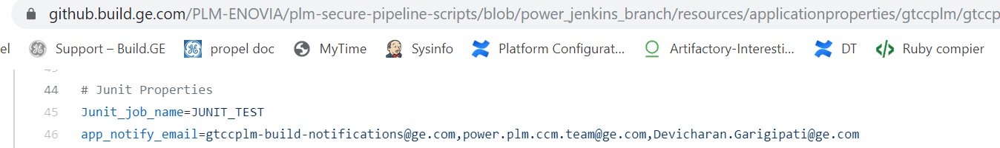 github.build.ge.com/PLM-ENOVIA/plm-secure-pipeline-scripts/blob/power_jenkins_branch/resources/applicationproperties/gtccplm/gtccp
el Support – Build.GE propel doc MyTime Sysinfo Platform Configurat... Artifactory-Interesti... DT Ruby compier
44 # Junit Properties
45 Junit_job_name=JUNIT_TEST
46 app_notify_email=gtccplm-build-notifications@ge.com,power.plm.ccm.team@ge.com,Devicharan.Garigipati@ge.com